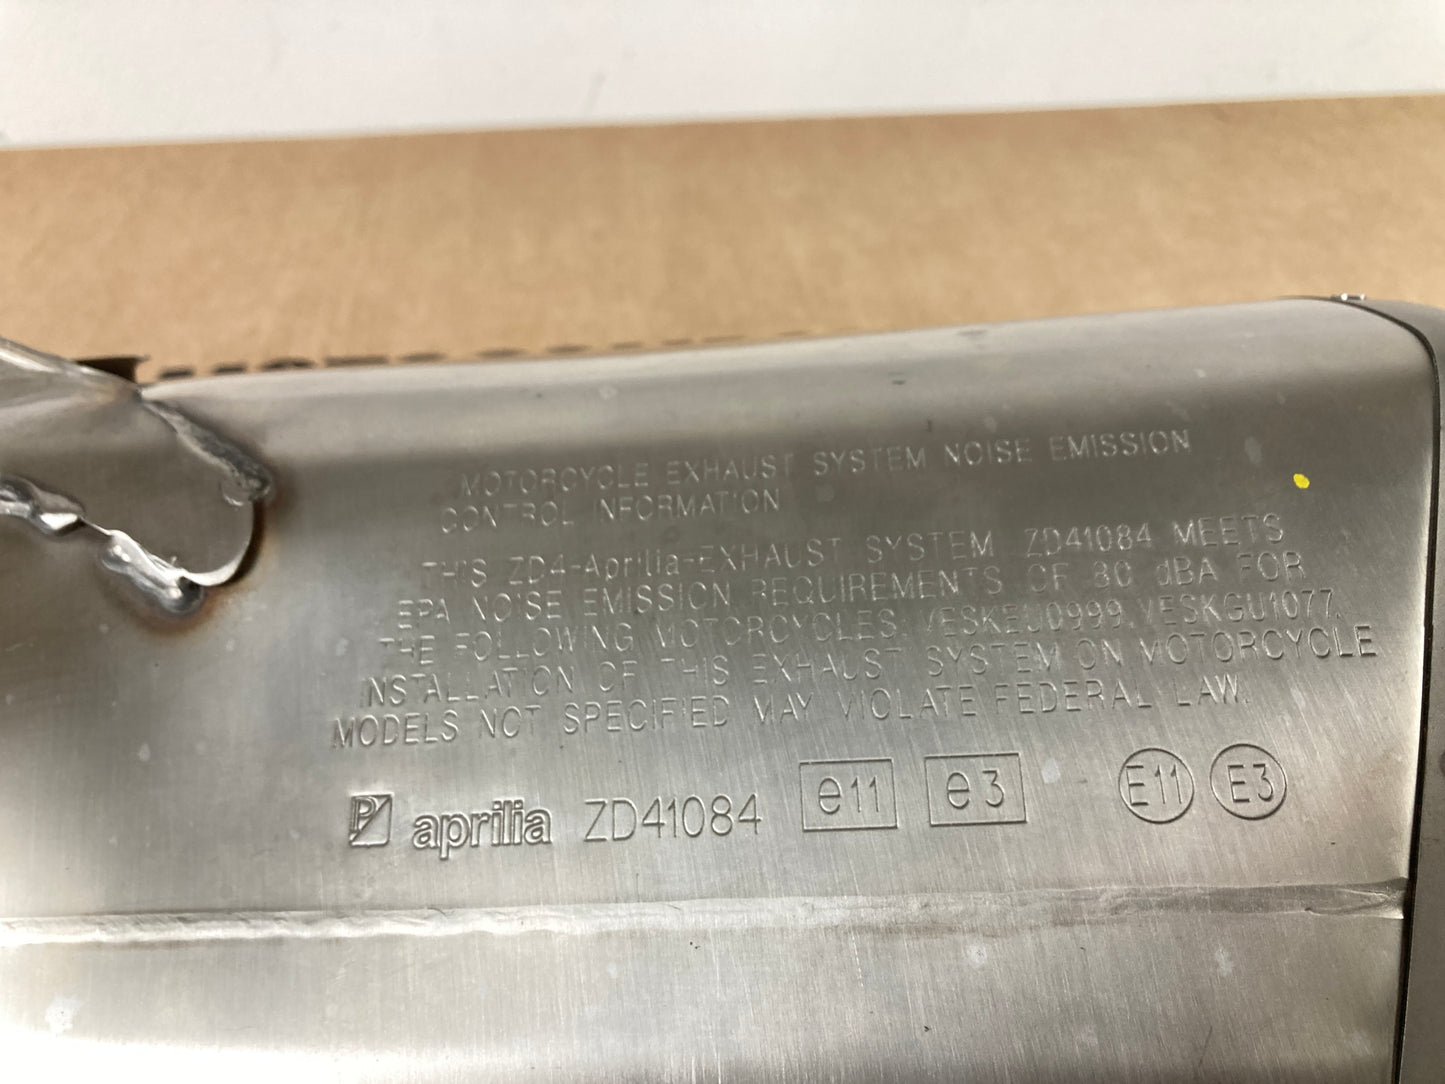 MOTORCYCLE EXHAUST SYSTEM NOISE EMISSION
CONTROL INFORMATION
THIS ZD4-Aprilia-EXHAUST SYSTEM ZD41084 MEETS
EPA NOISE EMISSION REQUIREMENTS OF 80 dBA FOR
THE FOLLOWING MOTORCYCLES: VESKEU0999, VESKGU1077.
INSTALLATION OF THIS EXHAUST SYSTEM ON MOTORCYCLE
MODELS NOT SPECIFIED MAY VIOLATE FEDERAL LAW.
P aprilia ZD41084 e11 e3 E11 E3